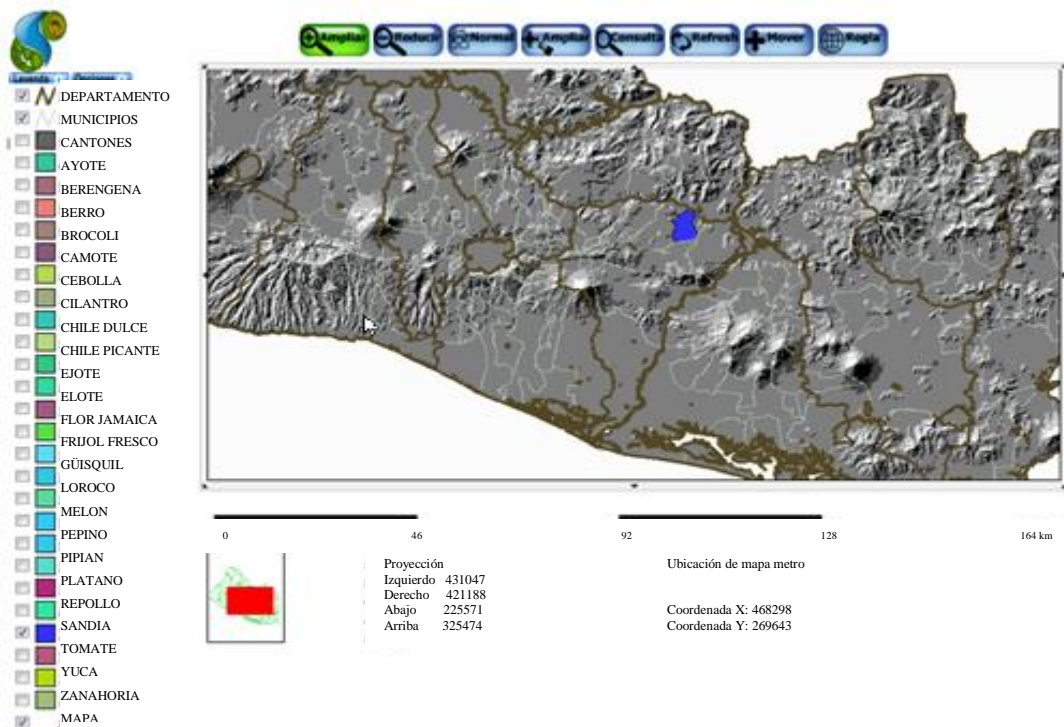 Ampliar Reducir Normal Ampliar Consulta Refresh Mover Regla
Leyenda Opciones
DEPARTAMENTO
MUNICIPIOS
CANTONES
AYOTE
BERENGENA
BERRO
BROCOLI
CAMOTE
CEBOLLA
CILANTRO
CHILE DULCE
CHILE PICANTE
EJOTE
ELOTE
FLOR JAMAICA
FRIJOL FRESCO
GÜISQUIL
LOROCO
MELON
PEPINO
PIPIAN
PLATANO
REPOLLO
SANDIA
TOMATE
YUCA
ZANAHORIA
MAPA
0 46 92 128 164 km
Proyección
Izquierdo 431047
Derecho 421188
Abajo 225571
Arriba 325474
Ubicación de mapa metro
Coordenada X: 468298
Coordenada Y: 269643